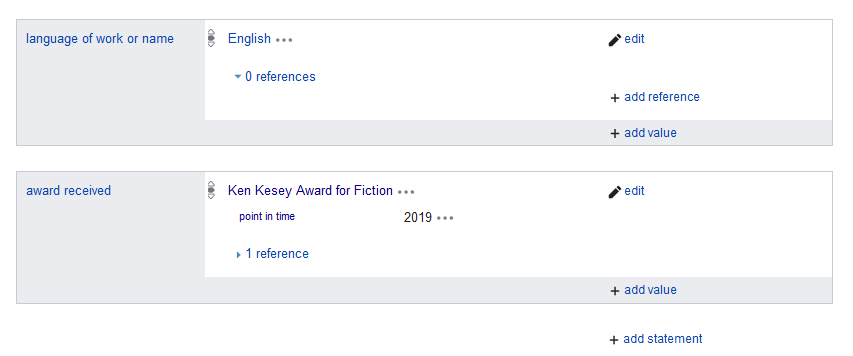 language of work or name English ••• edit
0 references
+ add reference
+ add value
award received Ken Kesey Award for Fiction ••• edit
point in time 2019 •••
1 reference
+ add value
+ add statement